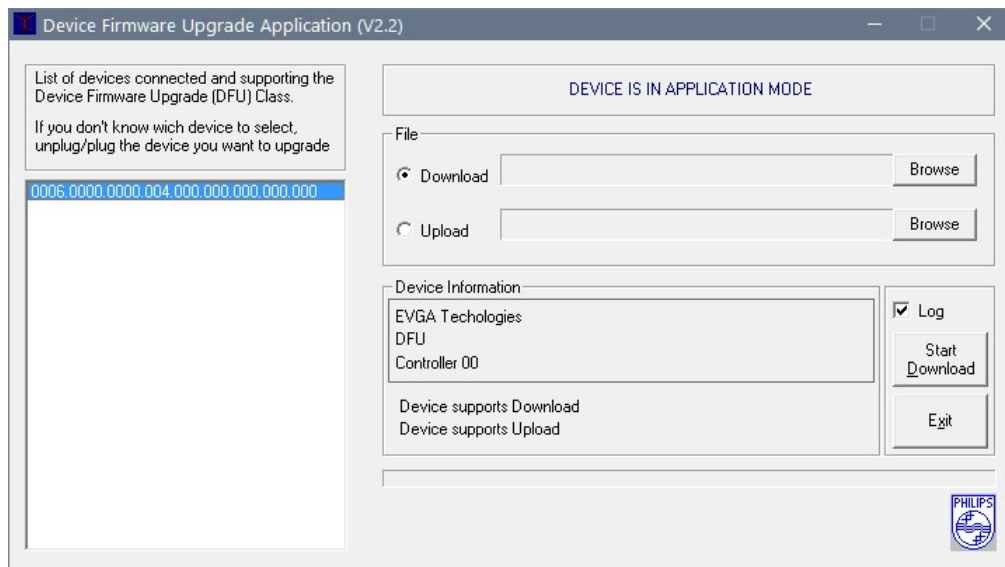 Device Firmware Upgrade Application (V2.2)
List of devices connected and supporting the
Device Firmware Upgrade (DFU) Class.
If you don't know wich device to select,
unplug/plug the device you want to upgrade
0006.0000.0000.004.000.000.000.000.000
DEVICE IS IN APPLICATION MODE
File
Download
Browse
Upload
Browse
Device Information
EVGA Techologies
DFU
Controller 00
Device supports Download
Device supports Upload
Log
Start
Download
Exit
PHILIPS